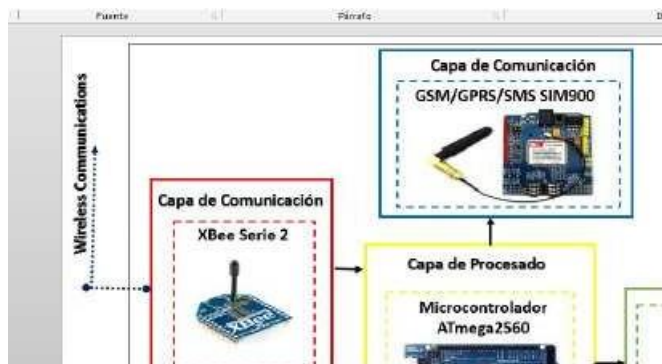 Fuente
Párrafo
Wireless Communications
Capa de Comunicación
GSM/GPRS/SMS SIM900
Capa de Comunicación
XBee Serie 2
XBee
Capa de Procesado
Microcontrolador
ATmega2560